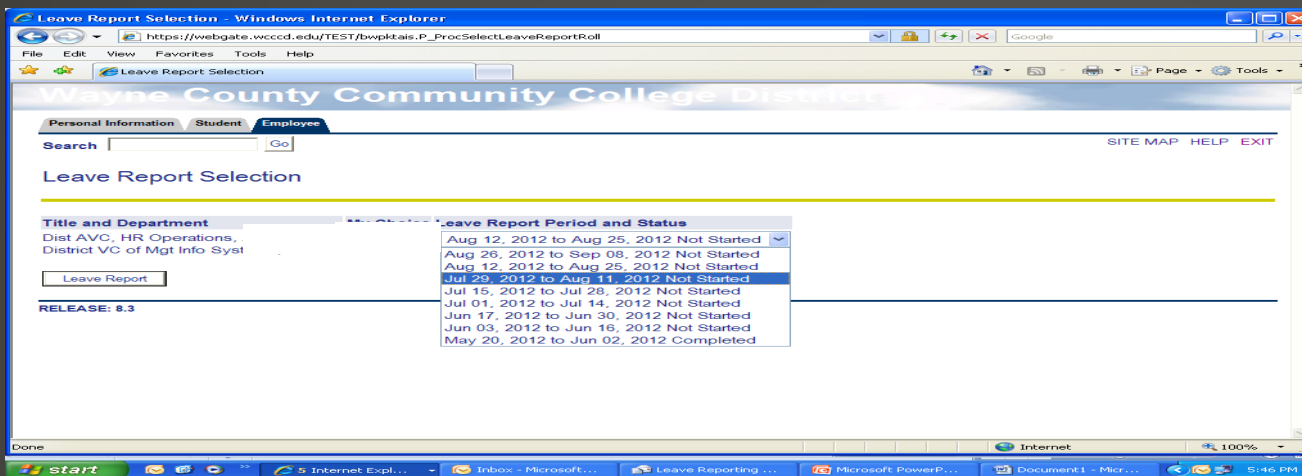 Leave Report Selection - Windows Internet Explorer
https://webgate.wcccd.edu/TEST/bwpktais.P_ProcSelectLeaveReportRoll
Google
File Edit View Favorites Tools Help
Leave Report Selection
Page Tools
Wayne County Community College District
Personal Information Student Employee
Search Go
SITE MAP HELP EXIT
Leave Report Selection
Title and Department My Choice Leave Report Period and Status
Dist AVC, HR Operations,
District VC of Mgt Info Syst
Aug 12, 2012 to Aug 25, 2012 Not Started
Aug 26, 2012 to Sep 08, 2012 Not Started
Aug 12, 2012 to Aug 25, 2012 Not Started
Jul 29, 2012 to Aug 11, 2012 Not Started
Jul 15, 2012 to Jul 28, 2012 Not Started
Jul 01, 2012 to Jul 14, 2012 Not Started
Jun 17, 2012 to Jun 30, 2012 Not Started
Jun 03, 2012 to Jun 16, 2012 Not Started
May 20, 2012 to Jun 02, 2012 Completed
Leave Report
RELEASE: 8.3
Done Internet 100%
start 5 Internet Expl... Inbox - Microsoft... Leave Reporting ... Microsoft PowerP... Document1 - Micr... 5:46 PM